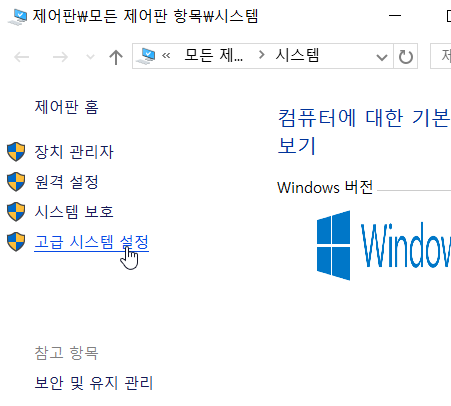 제어판₩모든 제어판 항목₩시스템
« 모든 제... > 시스템
제어판 홈
장치 관리자
원격 설정
시스템 보호
고급 시스템 설정
참고 항목
보안 및 유지 관리
컴퓨터에 대한 기본
보기
Windows 버전
Window